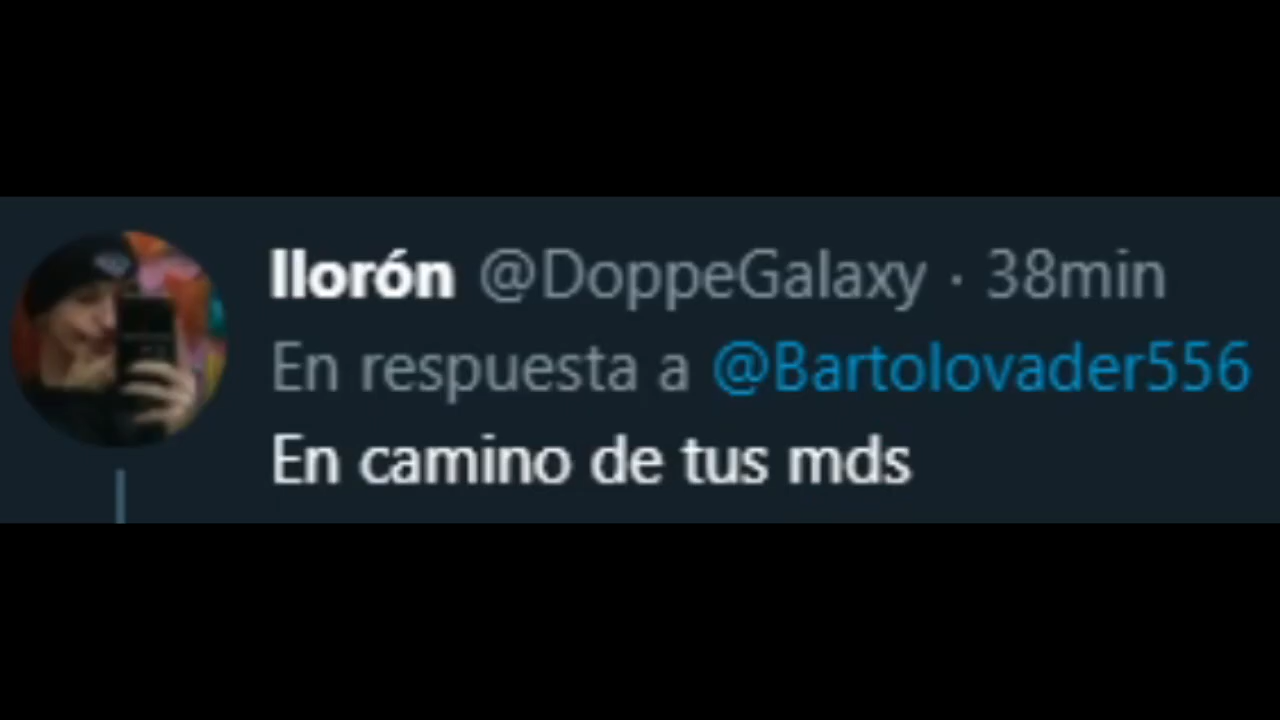 llorón @DoppeGalaxy · 38min
En respuesta a @Bartolovader556
En camino de tus mds